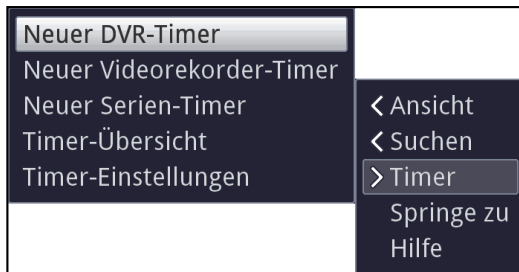 Neuer DVR-Timer
Neuer Videorekorder-Timer
Neuer Serien-Timer
Timer-Übersicht
Timer-Einstellungen
< Ansicht
< Suchen
> Timer
Springe zu
Hilfe